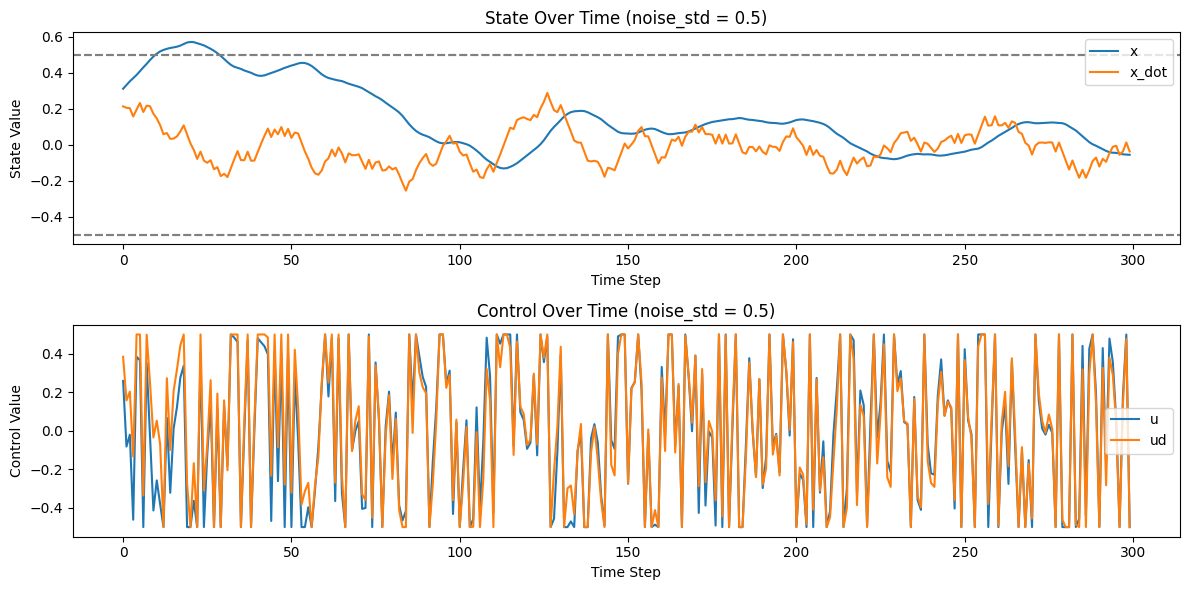 State Over Time (noise_std = 0.5)
State Value
0.6
0.4
0.2
0.0
−0.2
−0.4
x
x_dot
0
50
100
150
200
250
300
Time Step
Control Over Time (noise_std = 0.5)
Control Value
0.4
0.2
0.0
−0.2
−0.4
u
ud
0
50
100
150
200
250
300
Time Step